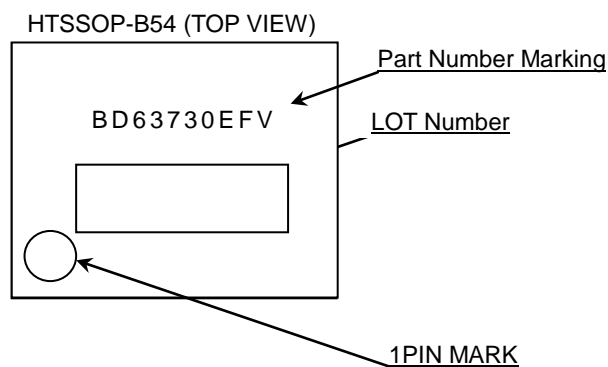 HTSSOP-B54 (TOP VIEW)
Part Number Marking
BD63730EFV
LOT Number
1PIN MARK